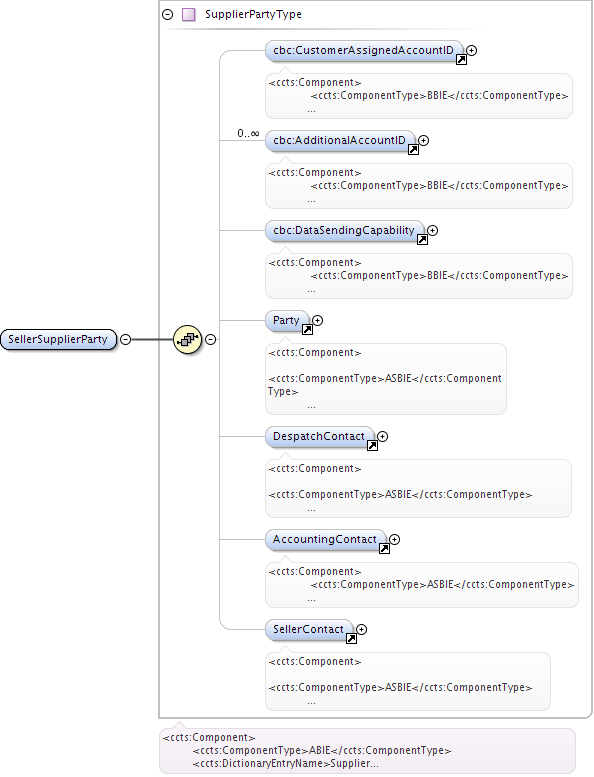 SupplierPartyType
cbc:CustomerAssignedAccountID
<ccts:Component>
<ccts:ComponentType>BBIE</ccts:ComponentType>
...
0..∞
cbc:AdditionalAccountID
<ccts:Component>
<ccts:ComponentType>BBIE</ccts:ComponentType>
...
cbc:DataSendingCapability
<ccts:Component>
<ccts:ComponentType>BBIE</ccts:ComponentType>
...
Party
SellerSupplierParty
<ccts:Component>
<ccts:ComponentType>ASBIE</ccts:Component
Type>
...
DespatchContact
<ccts:Component>
<ccts:ComponentType>ASBIE</ccts:ComponentType>
...
AccountingContact
<ccts:Component>
<ccts:ComponentType>ASBIE</ccts:ComponentType>
...
SellerContact
<ccts:Component>
<ccts:ComponentType>ASBIE</ccts:ComponentType>
...
<ccts:Component>
<ccts:ComponentType>ABIE</ccts:ComponentType>
<ccts:DictionaryEntryName>Supplier...